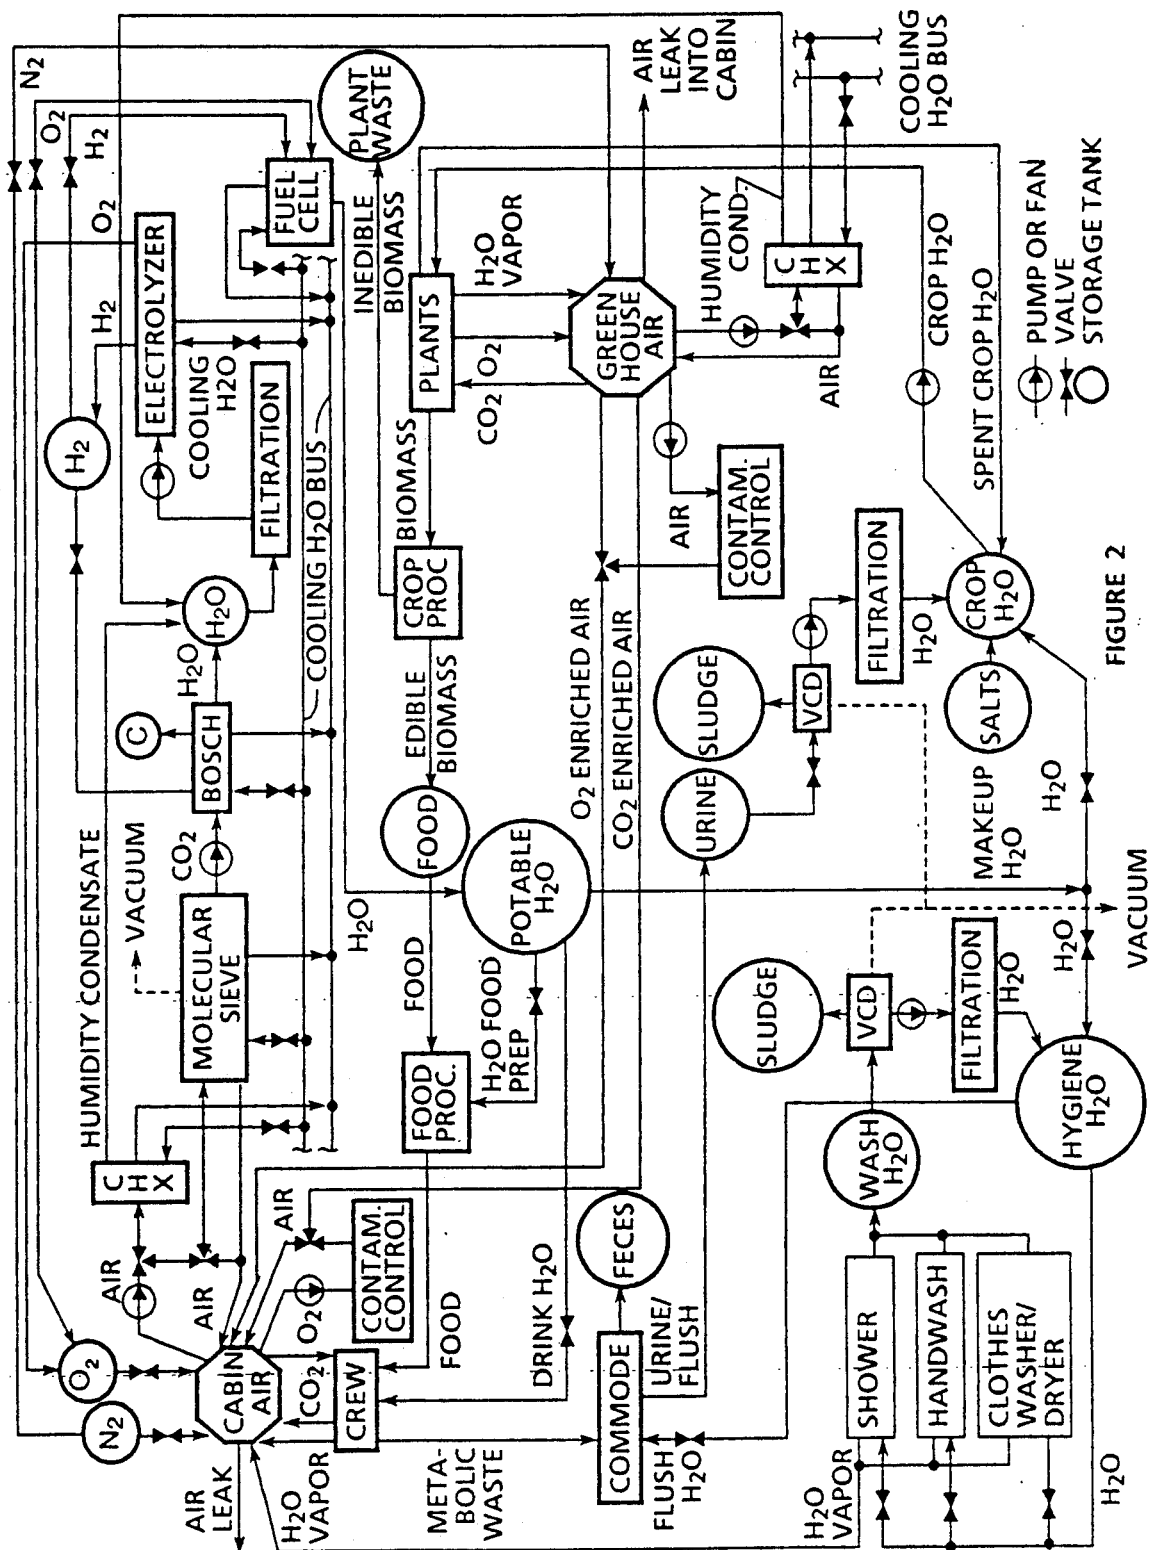 N2
O2
H2
O2
H2
H2
ELECTROLYZER
COOLING
H2O
FILTRATION
FUEL
CELL
PLANT
WASTE
INEDIBLE
BIOMASS
AIR
LEAK
INTO
CABIN
COOLING
H2O BUS
HUMIDITY CONDENSATE
VACUUM
MOLECULAR
SIEVE
CO2
BOSCH
C
H2O
H2O
COOLING H2O BUS
H2O
C
H
X
AIR
AIR
O2
N2
CABIN
AIR
AIR
LEAK
H2O
VAPOR
CO2
O2
AIR
CONTAM.
CONTROL
CREW
FOOD
META-
BOLIC
WASTE
FOOD
PROC.
FOOD
FOOD
H2O FOOD
PREP
POTABLE
H2O
EDIBLE
BIOMASS
CROP
PROC
BIOMASS
PLANTS
CO2
O2
H2O
VAPOR
GREEN
HOUSE
AIR
HUMIDITY
COND.
C
H
X
AIR
AIR
CONTAM.
CONTROL
O2 ENRICHED AIR
CO2 ENRICHED AIR
DRINK H2O
FECES
COMMODE
URINE/
FLUSH
FLUSH
H2O
URINE
SLUDGE
VCD
FILTRATION
H2O
CROP
H2O
SALTS
MAKEUP
H2O
H2O
CROP H2O
SPENT CROP H2O
SLUDGE
VCD
FILTRATION
H2O
H2O
VACUUM
WASH
H2O
HYGIENE
H2O
SHOWER
HANDWASH
CLOTHES
WASHER/
DRYER
H2O
VAPOR
H2O
PUMP OR FAN
VALVE
STORAGE TANK
FIGURE 2